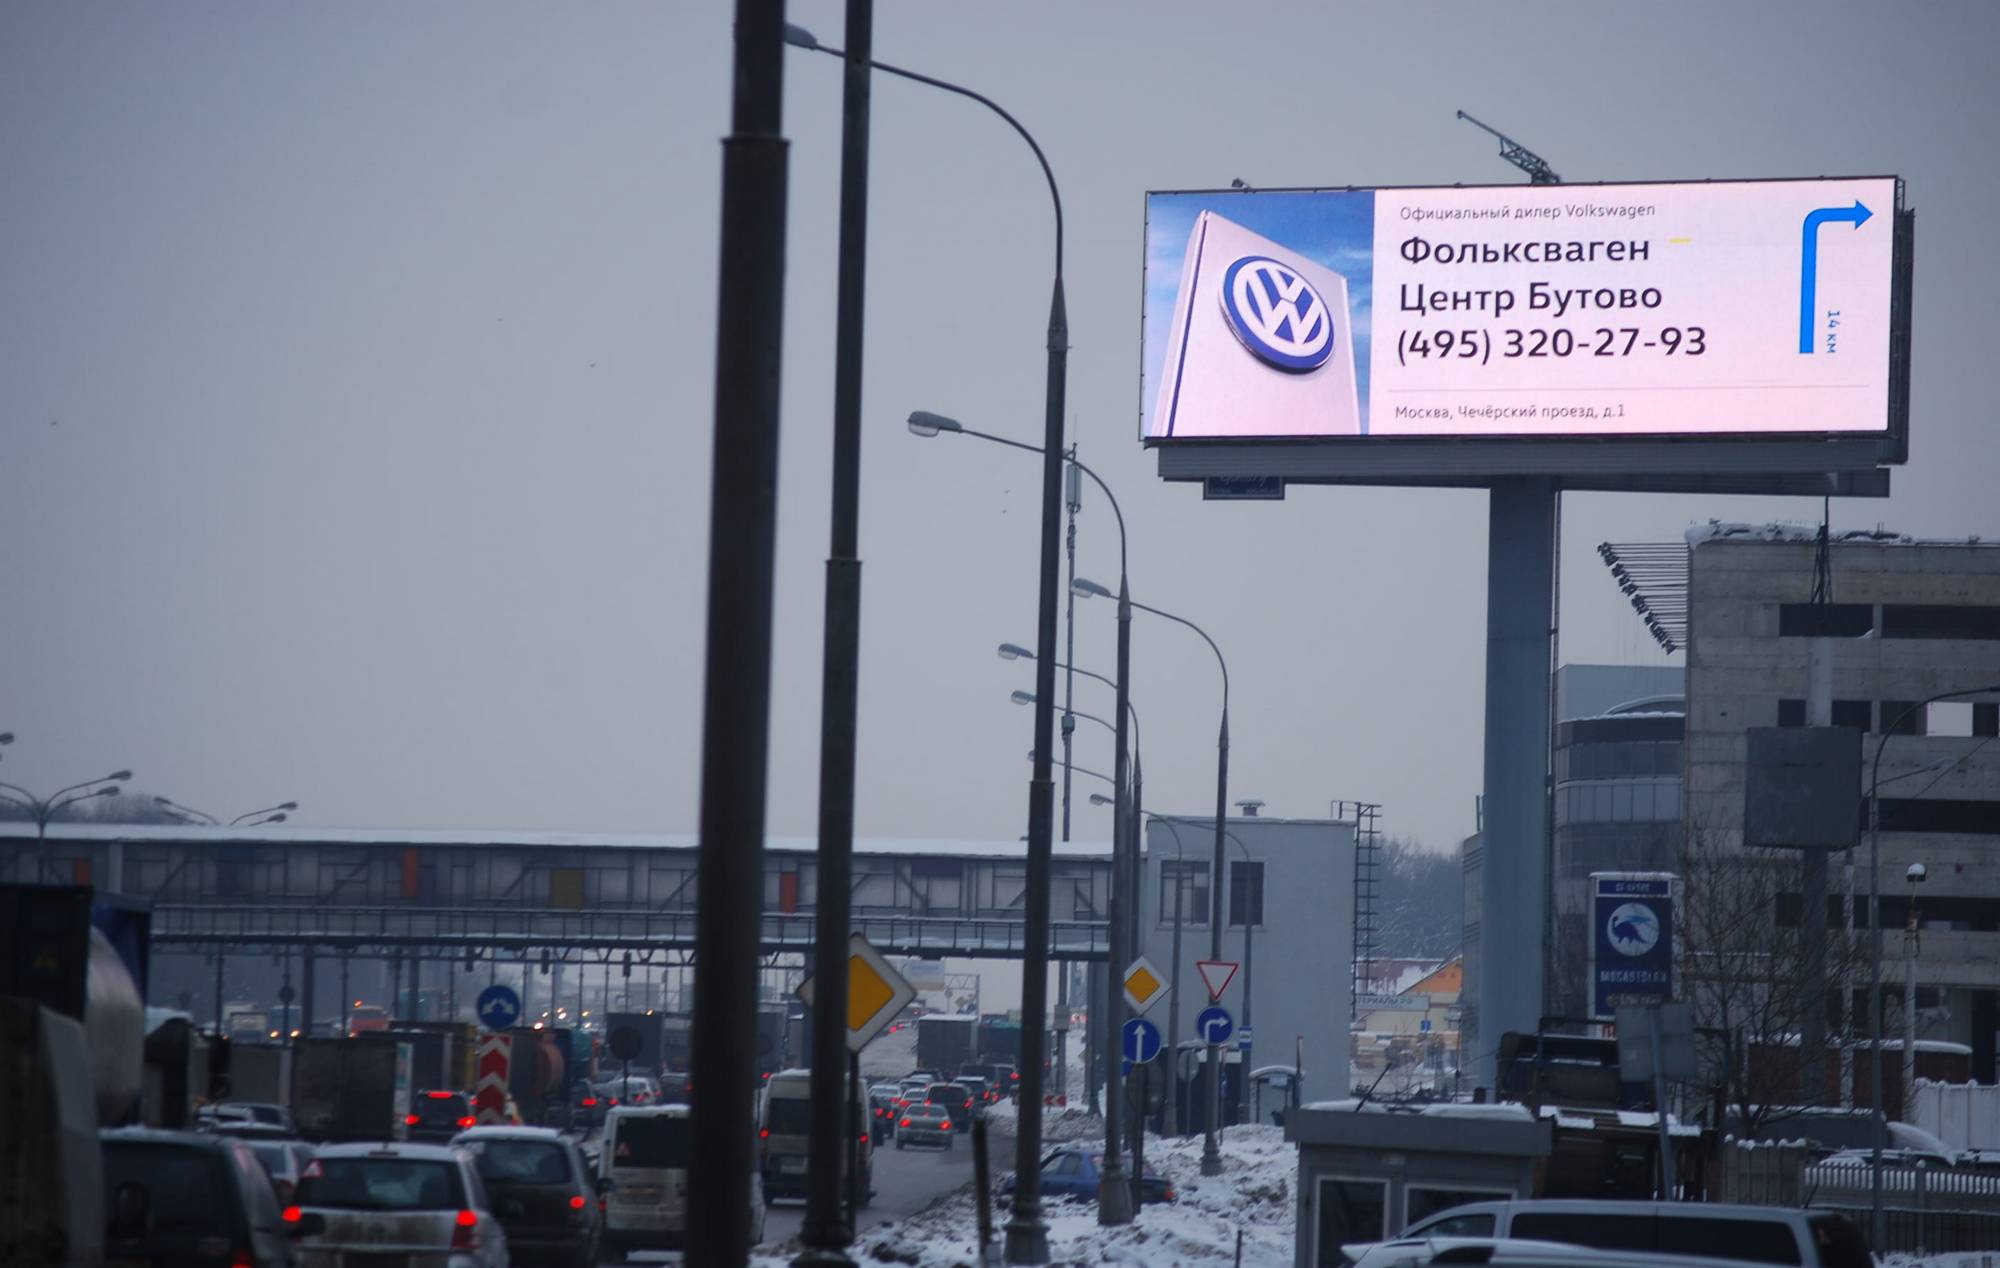 Официальный дилер Volkswagen
Фольксваген
Центр Бутово
(495) 320-27-93
14 км
Москва, Чечёрский проезд, д.1